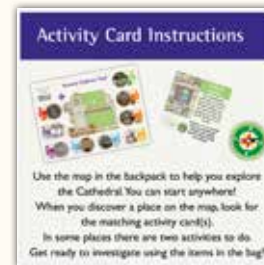 Activity Card Instructions
Use the map in the backpack to help you explore
the Cathedral. You can start anywhere!
When you discover a place on the map, look for
the matching activity card(s).
In some places there are two activities to do.
Get ready to investigate using the items in the bag!